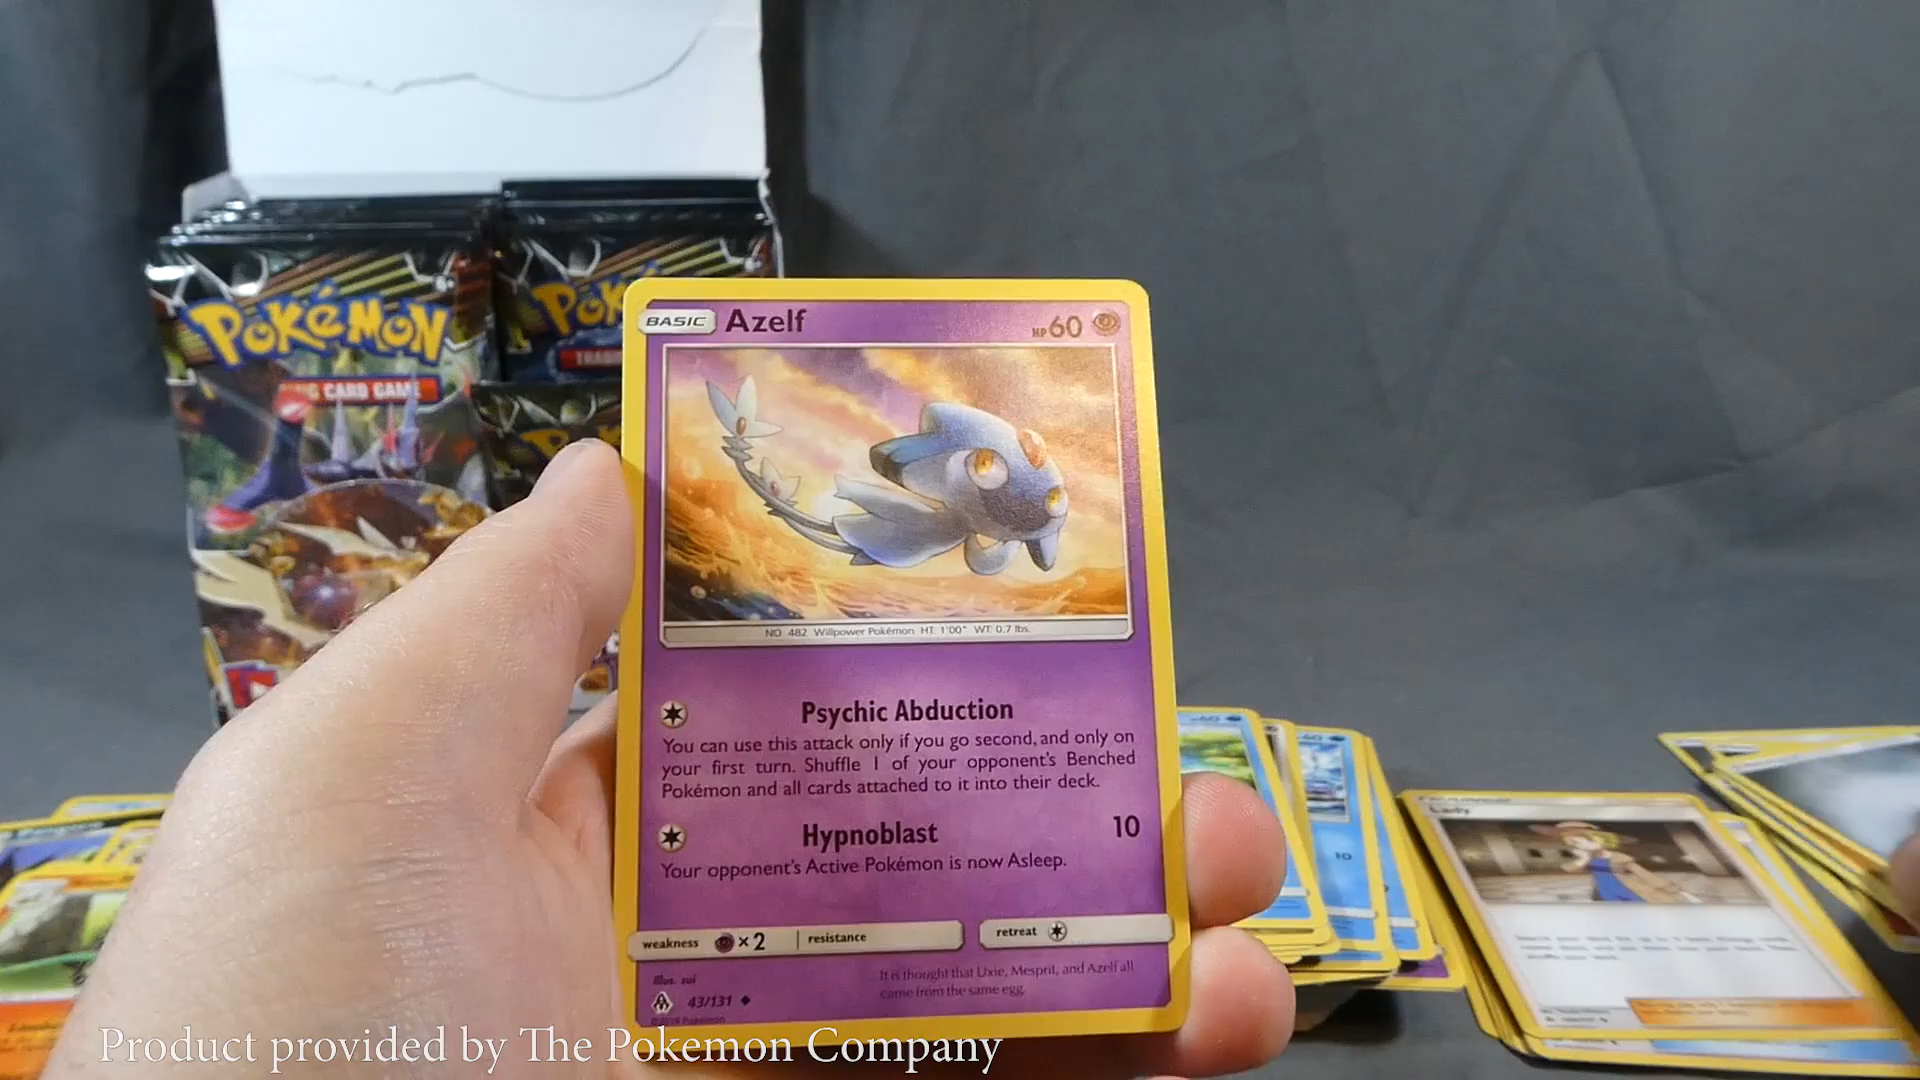 POKéMON
CARD GAME
BASIC Azelf HP 60
NO. 482 Willpower Pokémon HT: 1'00" WT: 0.7 lbs.
Psychic Abduction
You can use this attack only if you go second, and only on
your first turn. Shuffle 1 of your opponent's Benched
Pokémon and all cards attached to it into their deck.
Hypnoblast 10
Your opponent's Active Pokémon is now Asleep.
weakness ×2 resistance retreat
illus. sui
It is thought that Uxie, Mesprit, and Azelf all
came from the same egg.
43/131
Lady
10
Product provided by The Pokemon Company